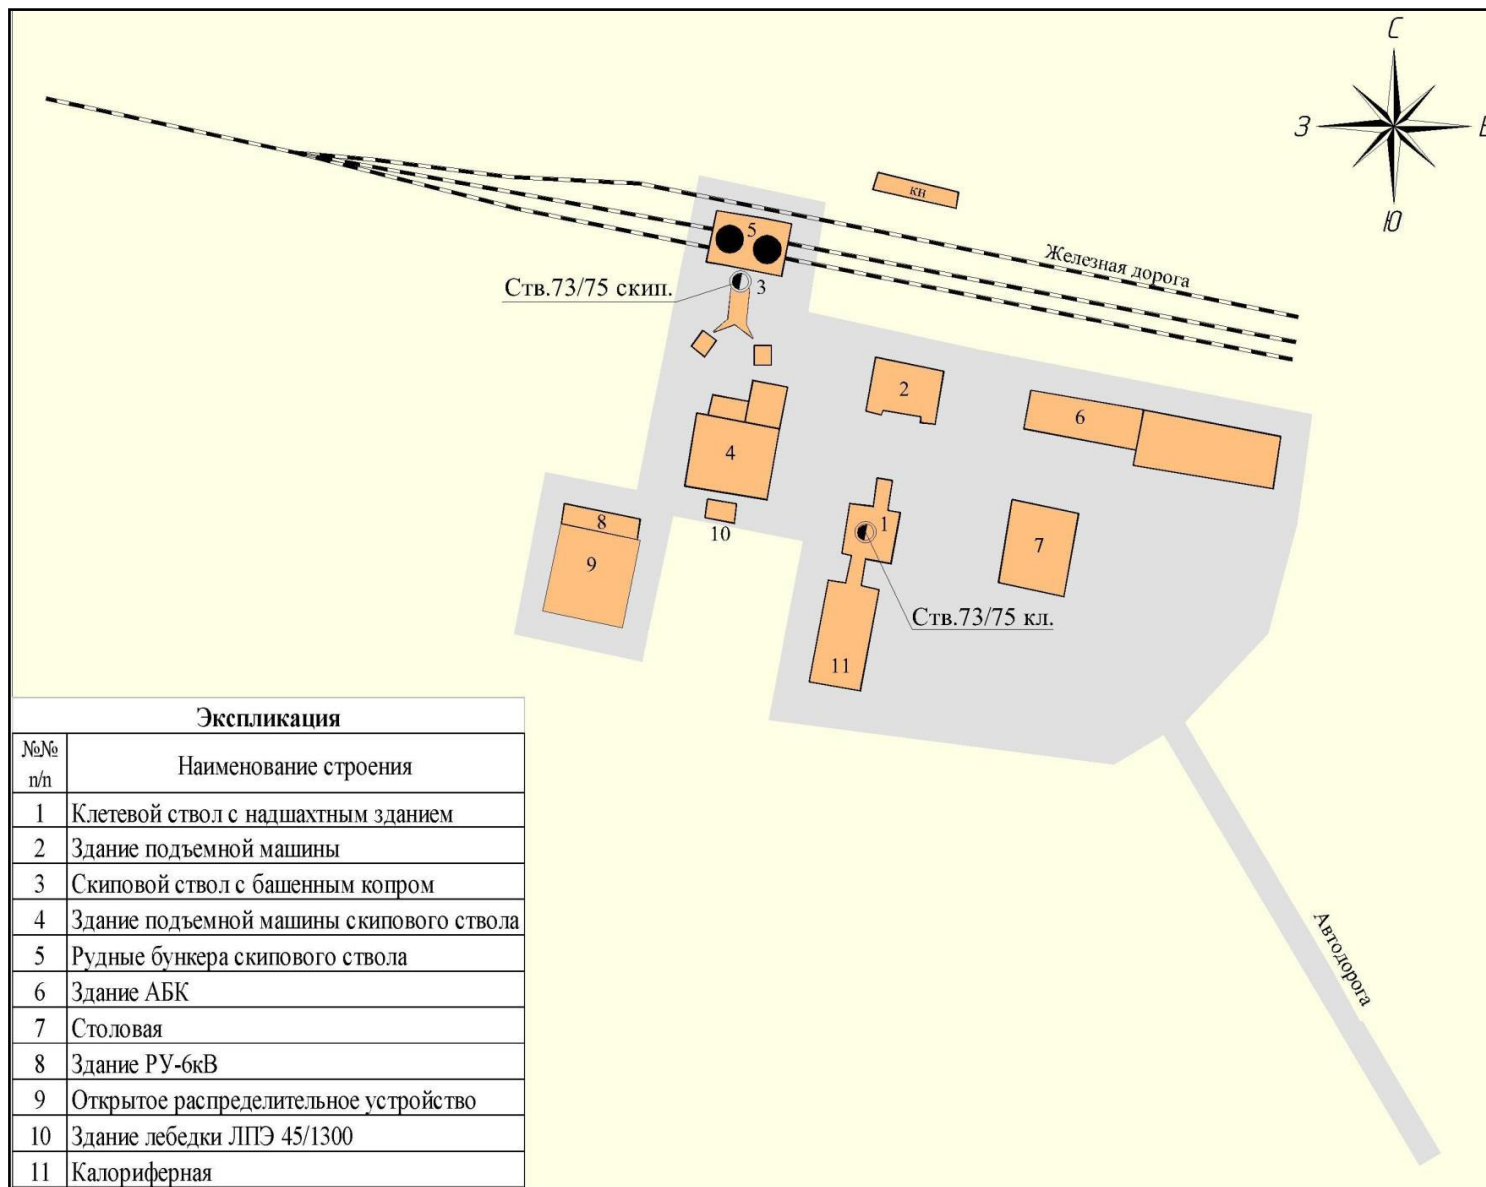 С
З
В
Ю
кн
Железная дорога
5
Ств.73/75 скип.
3
2
6
4
1
10
8
9
7
Ств.73/75 кл.
11
Автодорога
Экспликация
№№ п/п
Наименование строения
1 Клетевой ствол с надшахтным зданием
2 Здание подъемной машины
3 Скиповой ствол с башенным копром
4 Здание подъемной машины скипового ствола
5 Рудные бункера скипового ствола
6 Здание АБК
7 Столовая
8 Здание РУ-6кВ
9 Открытое распределительное устройство
10 Здание лебедки ЛПЭ 45/1300
11 Калориферная